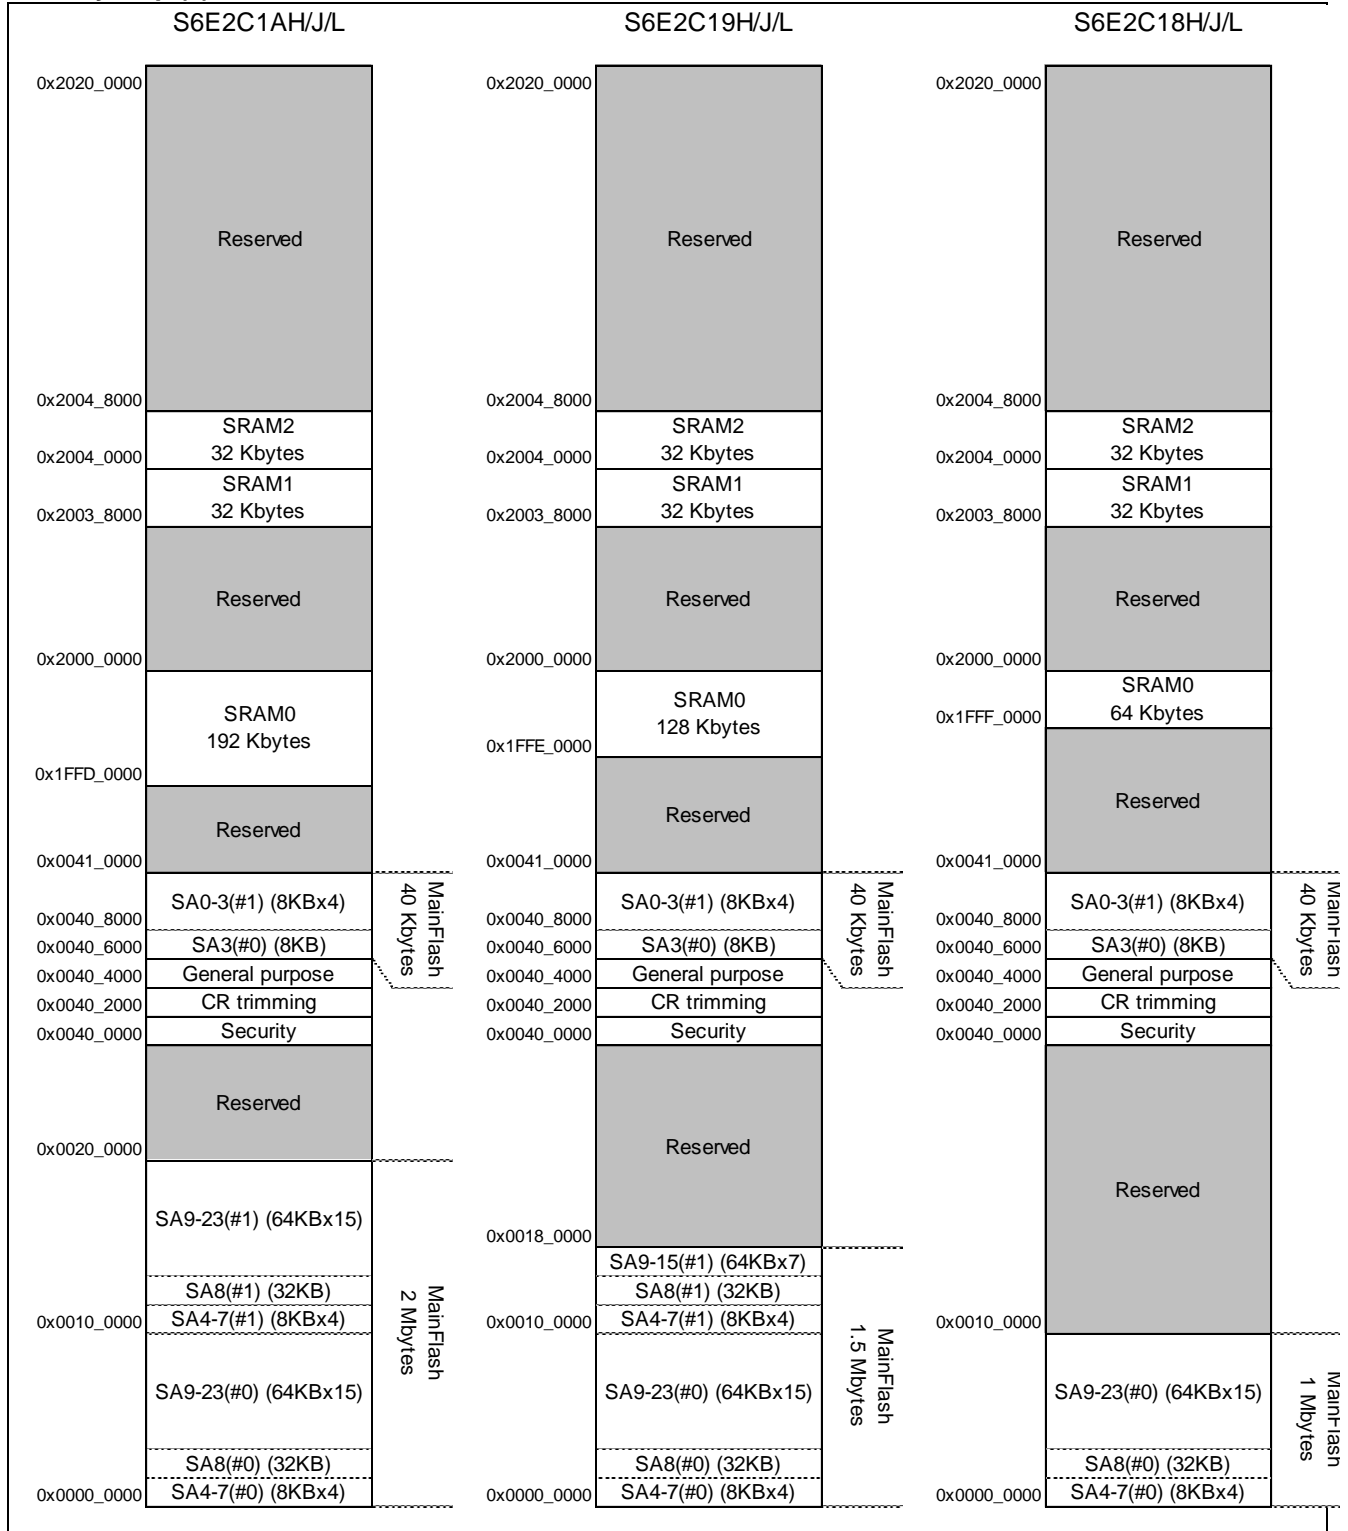 S6E2C1AH/J/L
0x2020_0000
Reserved
0x2004_8000
SRAM2
32 Kbytes
0x2004_0000
SRAM1
32 Kbytes
0x2003_8000
Reserved
0x2000_0000
SRAM0
192 Kbytes
0x1FFD_0000
Reserved
0x0041_0000
SA0-3(#1) (8KBx4)
0x0040_8000
SA3(#0) (8KB)
0x0040_6000
General purpose
0x0040_4000
CR trimming
0x0040_2000
Security
0x0040_0000
MainFlash
40 Kbytes
Reserved
0x0020_0000
SA9-23(#1) (64KBx15)
SA8(#1) (32KB)
SA4-7(#1) (8KBx4)
0x0010_0000
SA9-23(#0) (64KBx15)
SA8(#0) (32KB)
SA4-7(#0) (8KBx4)
0x0000_0000
MainFlash
2 Mbytes
S6E2C19H/J/L
0x2020_0000
Reserved
0x2004_8000
SRAM2
32 Kbytes
0x2004_0000
SRAM1
32 Kbytes
0x2003_8000
Reserved
0x2000_0000
SRAM0
128 Kbytes
0x1FFE_0000
Reserved
0x0041_0000
SA0-3(#1) (8KBx4)
0x0040_8000
SA3(#0) (8KB)
0x0040_6000
General purpose
0x0040_4000
CR trimming
0x0040_2000
Security
0x0040_0000
MainFlash
40 Kbytes
Reserved
0x0018_0000
SA9-15(#1) (64KBx7)
SA8(#1) (32KB)
SA4-7(#1) (8KBx4)
0x0010_0000
SA9-23(#0) (64KBx15)
SA8(#0) (32KB)
SA4-7(#0) (8KBx4)
0x0000_0000
MainFlash
1.5 Mbytes
S6E2C18H/J/L
0x2020_0000
Reserved
0x2004_8000
SRAM2
32 Kbytes
0x2004_0000
SRAM1
32 Kbytes
0x2003_8000
Reserved
0x2000_0000
SRAM0
64 Kbytes
0x1FFF_0000
Reserved
0x0041_0000
SA0-3(#1) (8KBx4)
0x0040_8000
SA3(#0) (8KB)
0x0040_6000
General purpose
0x0040_4000
CR trimming
0x0040_2000
Security
0x0040_0000
MainFlash
40 Kbytes
Reserved
0x0010_0000
SA9-23(#0) (64KBx15)
SA8(#0) (32KB)
SA4-7(#0) (8KBx4)
0x0000_0000
MainFlash
1 Mbytes